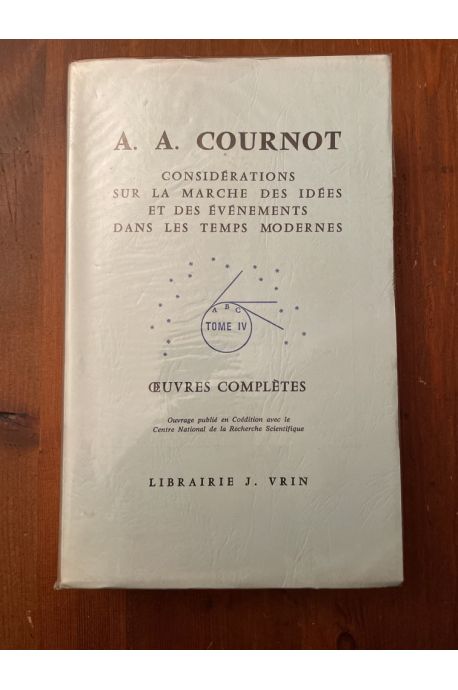 A. A. COURNOT
CONSIDÉRATIONS
SUR LA MARCHE DES IDÉES
ET DES ÉVÉNEMENTS
DANS LES TEMPS MODERNES
A B C
TOME IV
ŒUVRES COMPLÈTES
Ouvrage publié en Coédition avec le
Centre National de la Recherche Scientifique
LIBRAIRIE J. VRIN